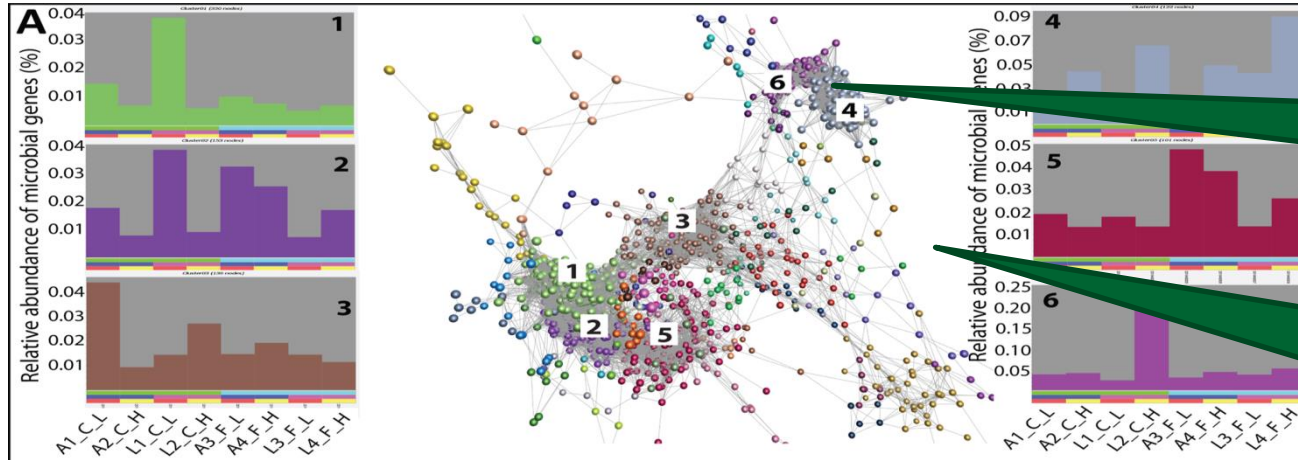 A
Relative abundance of microbial genes (%)
Cluster01 (200 nodes)
0.04
0.03
0.02
0.01
1
0.04
0.03
0.02
0.01
2
0.04
0.03
0.02
0.01
3
A1_C_L
A2_C_H
L1_C_L
L2_C_H
A3_F_L
A4_F_H
L3_F_L
L4_F_H
6
4
3
1
2
5
Relative abundance of microbial genes (%)
0.09
0.07
0.05
0.03
0.01
4
0.05
0.04
0.03
0.02
0.01
5
0.25
0.20
0.15
0.10
0.05
6
A1_C_L
A2_C_H
L1_C_L
L2_C_H
A3_F_L
A4_F_H
L3_F_L
L4_F_H